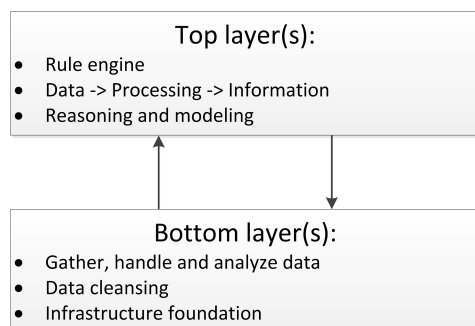 Top layer(s):
• Rule engine
• Data -> Processing -> Information
• Reasoning and modeling
Bottom layer(s):
• Gather, handle and analyze data
• Data cleansing
• Infrastructure foundation